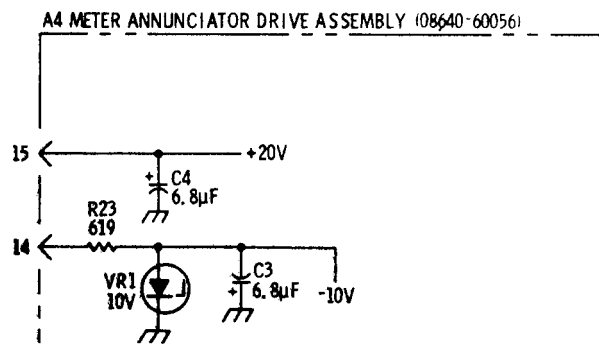 A4 METER ANNUNCIATOR DRIVE ASSEMBLY (08640-60056)
15
+20V
+
C4
6.8µF
R23
619
14
VR1
10V
C3
+
6.8µF
-10V